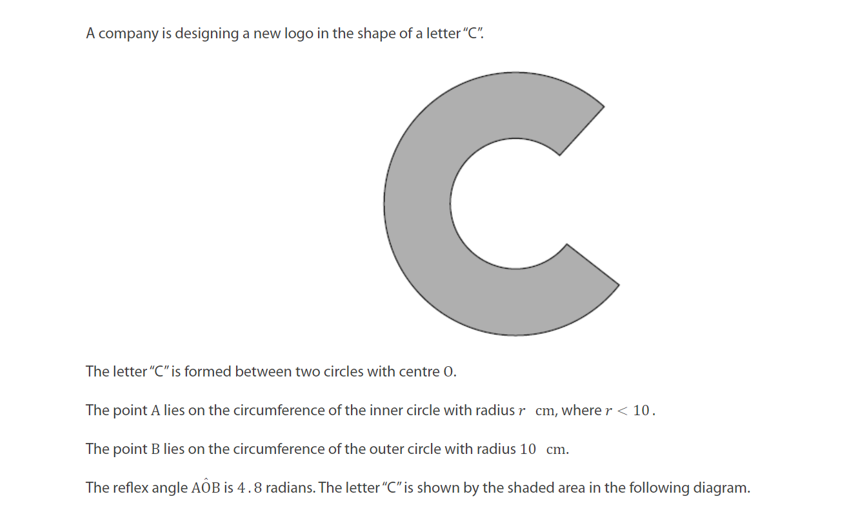 A company is designing a new logo in the shape of a letter “C”.
The letter “C” is formed between two circles with centre O.
The point A lies on the circumference of the inner circle with radius r cm, where r < 10.
The point B lies on the circumference of the outer circle with radius 10 cm.
The reflex angle AÔB is 4.8 radians. The letter “C” is shown by the shaded area in the following diagram.